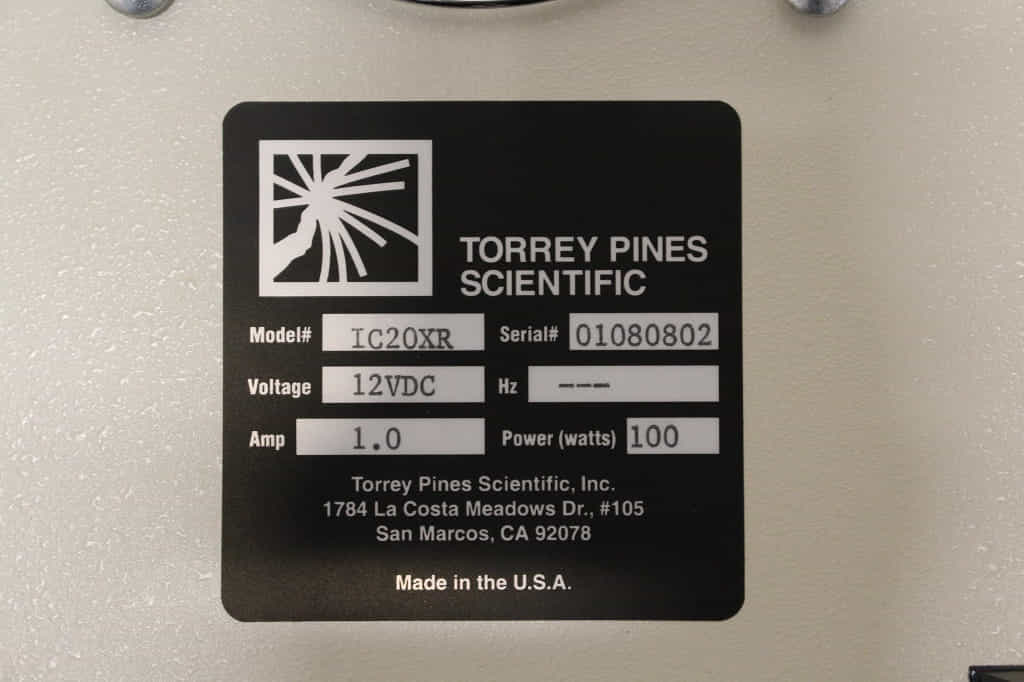 TORREY PINES
SCIENTIFIC
Model# IC20XR Serial# 01080802
Voltage 12VDC Hz ---
Amp 1.0 Power (watts) 100
Torrey Pines Scientific, Inc.
1784 La Costa Meadows Dr., #105
San Marcos, CA 92078
Made in the U.S.A.